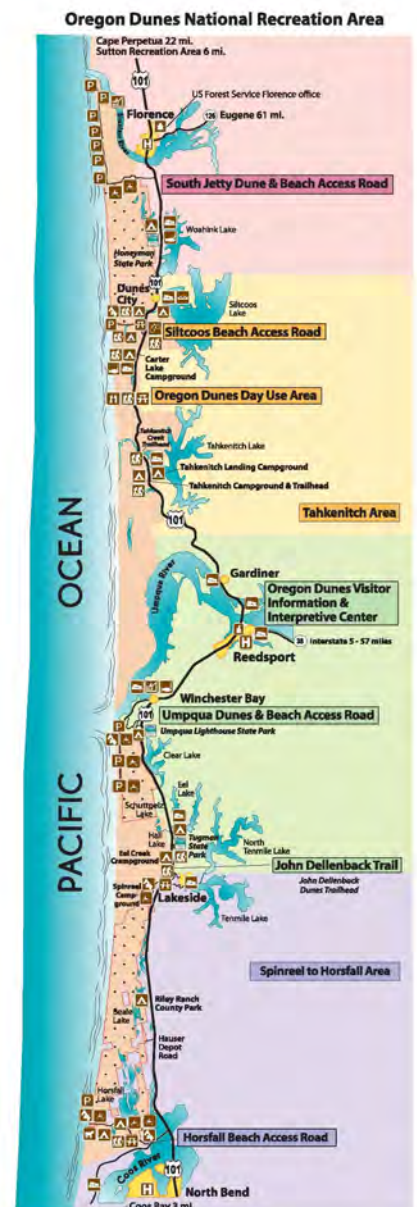 Oregon Dunes National Recreation Area
Cape Perpetua 22 mi.
Sutton Recreation Area 6 mi.
101
US Forest Service Florence office
Florence
126
Eugene 61 mi.
H
P
P
P
P
P
P
P
South Jetty Dune & Beach Access Road
Woahink Lake
Honeyman
State Park
101
Dunes
City
Siltcoos
Lake
Siltcoos Beach Access Road
P
Carter
Lake
Campground
Oregon Dunes Day Use Area
Tahkenitch
Creek
Trailhead
Tahkenitch Lake
Tahkenitch Landing Campground
Tahkenitch Campground & Trailhead
Tahkenitch Area
101
OCEAN
Umpqua River
Gardiner
Oregon Dunes Visitor
Information &
Interpretive Center
H
38
Interstate 5 - 57 miles
Reedsport
Winchester Bay
101
Umpqua Dunes & Beach Access Road
Umpqua Lighthouse State Park
P
P
P
Clear Lake
PACIFIC
Eel
Lake
Schuttpelz
Lake
Hall
Lake
Tugman
State
Park
North
Tenmile Lake
Eel Creek
Campground
John Dellenback Trail
John Dellenback
Dunes Trailhead
Spinreel
Camp-
ground
Lakeside
Tenmile Lake
Spinreel to Horsfall Area
Riley Ranch
County Park
Beale
Lake
Hauser
Depot
Road
Horsfall
Lake
P
Horsfall Beach Access Road
Coos River
101
H
North Bend
Coos Bay 3 mi.